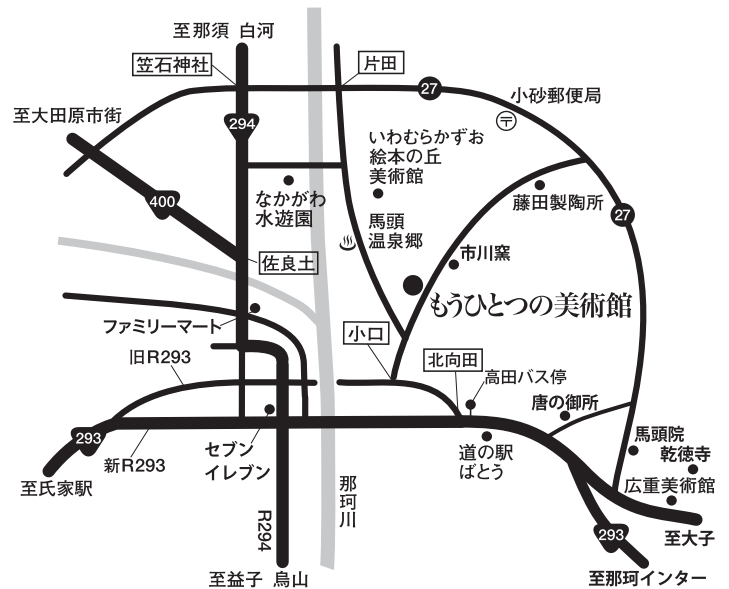 至那須 白河
笠石神社
片田
27
小砂郵便局
〒
至大田原市街
294
いわむらかずお
絵本の丘
美術館
400
なかがわ
水遊園
藤田製陶所
27
馬頭
温泉郷
市川窯
佐良土
もうひとつの美術館
ファミリーマート
小口
旧R293
北向田
高田バス停
唐の御所
293
新R293
セブン
イレブン
道の駅
ばとう
馬頭院
乾徳寺
広重美術館
至氏家駅
那珂川
R294
293
至大子
至益子 烏山
至那珂インター